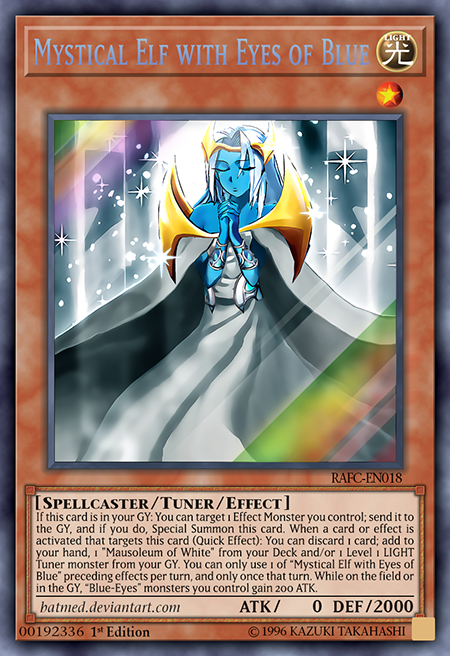 Mystical Elf with Eyes of Blue
LIGHT
光
RAFC-EN018
[Spellcaster/Tuner/Effect]
If this card is in your GY: You can target 1 Effect Monster you control; send it to
the GY, and if you do, Special Summon this card. When a card or effect is
activated that targets this card (Quick Effect): You can discard 1 card; add to
your hand, 1 "Mausoleum of White" from your Deck and/or 1 Level 1 LIGHT
Tuner monster from your GY. You can only use 1 of "Mystical Elf with Eyes of
Blue" preceding effects per turn, and only once that turn. While on the field or
in the GY, "Blue-Eyes" monsters you control gain 200 ATK.
batmed.deviantart.com ATK/ 0 DEF/2000
00192336 1st Edition © 1996 KAZUKI TAKAHASHI